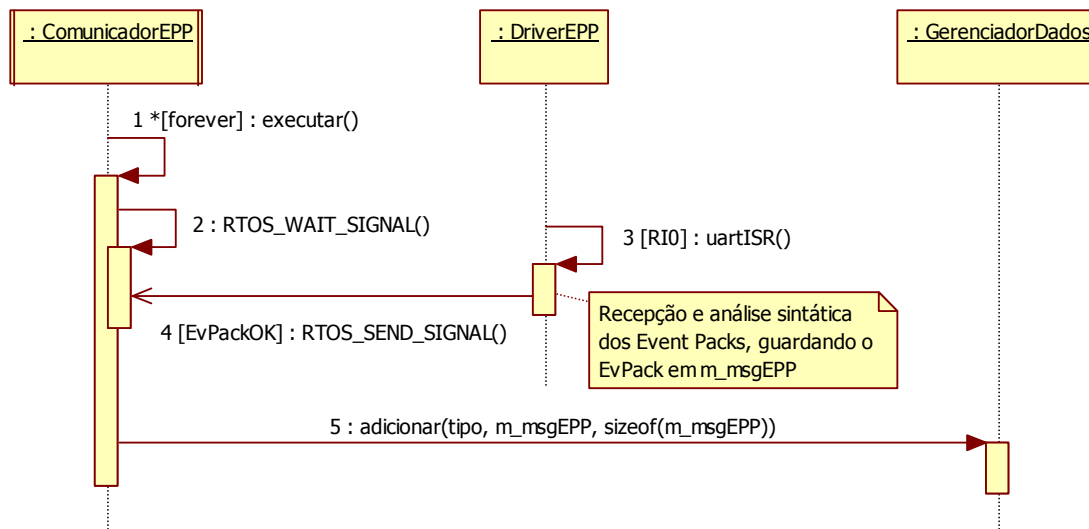 : ComunicadorEPP
: DriverEPP
: GerenciadorDados
1 *[forever] : executar()
2 : RTOS_WAIT_SIGNAL()
3 [RI0] : uartISR()
4 [EvPackOK] : RTOS_SEND_SIGNAL()
Recepção e análise sintática
dos Event Packs, guardando o
EvPack em m_msgEPP
5 : adicionar(tipo, m_msgEPP, sizeof(m_msgEPP))